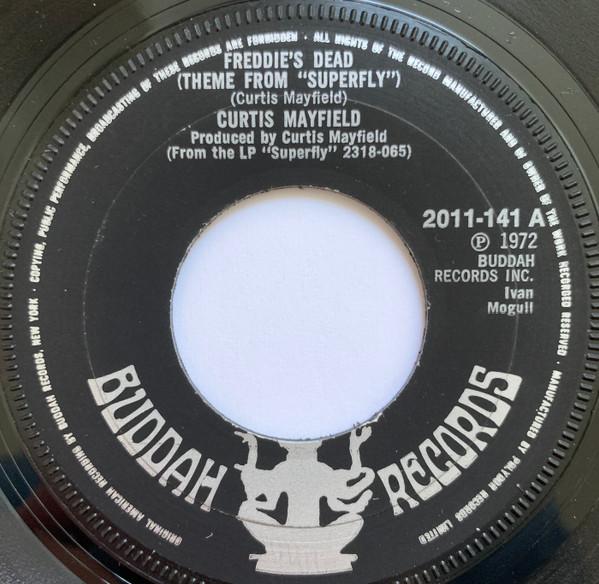 FREDDIE'S DEAD
(THEME FROM "SUPERFLY")
(Curtis Mayfield)
CURTIS MAYFIELD
Produced by Curtis Mayfield
(From the LP "Superfly" 2318-065)
2011-141 A
℗ 1972
BUDDAH
RECORDS INC.
Ivan
Mogull
BUDDAH RECORDS
ORIGINAL AMERICAN RECORDING BY BUDDAH RECORDS, NEW YORK · COPYING, PUBLIC PERFORMANCE, BROADCASTING OF THESE RECORDS ARE FORBIDDEN · ALL RIGHTS OF THE RECORD MANUFACTURER AND OF OWNER OF THE WORK RECORDED RESERVED · MANUFACTURED BY POLYDOR RECORDS LIMITED